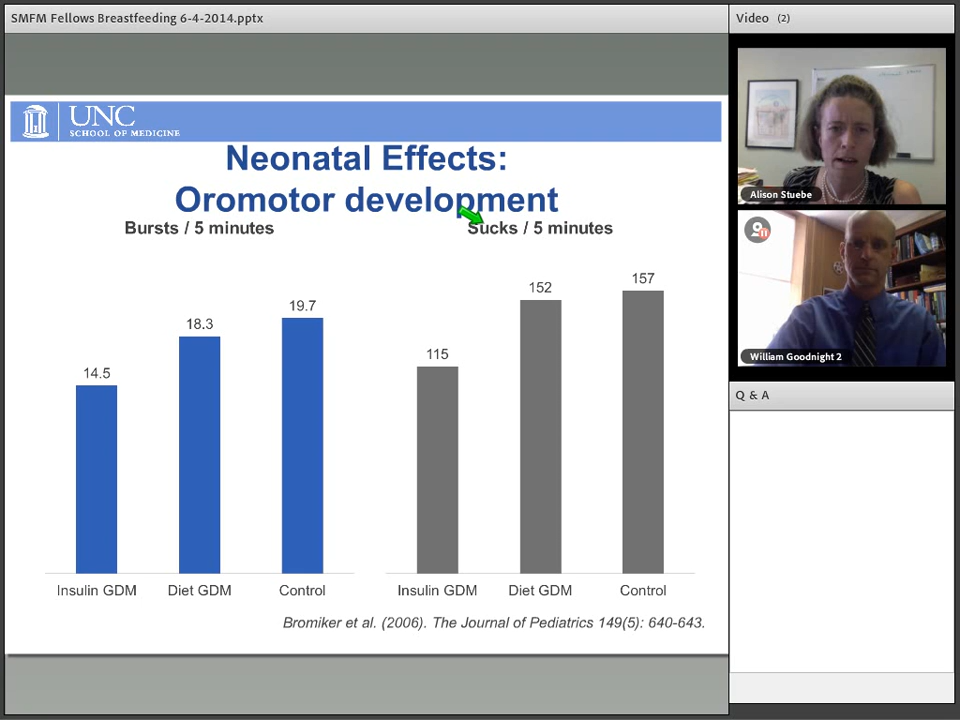 SMFM Fellows Breastfeeding 6-4-2014.pptx
Video (2)
UNC
SCHOOL OF MEDICINE
Neonatal Effects:
Oromotor development
Bursts / 5 minutes
Sucks / 5 minutes
14.5
18.3
19.7
Insulin GDM
Diet GDM
Control
115
152
157
Insulin GDM
Diet GDM
Control
Bromiker et al. (2006). The Journal of Pediatrics 149(5): 640-643.
Alison Stuebe
William Goodnight 2
Q & A